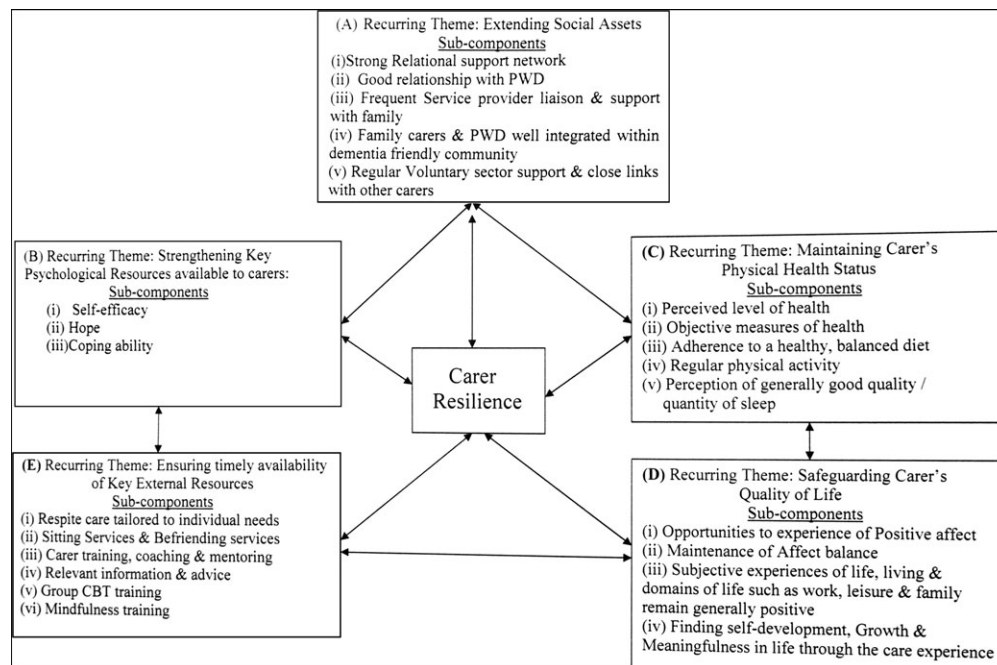 (A) Recurring Theme: Extending Social Assets
Sub-components
(i)Strong Relational support network
(ii) Good relationship with PWD
(iii) Frequent Service provider liaison & support
with family
(iv) Family carers & PWD well integrated within
dementia friendly community
(v) Regular Voluntary sector support & close links
with other carers
(B) Recurring Theme: Strengthening Key
Psychological Resources available to carers:
Sub-components
(i) Self-efficacy
(ii) Hope
(iii)Coping ability
(C) Recurring Theme: Maintaining Carer's
Physical Health Status
Sub-components
(i) Perceived level of health
(ii) Objective measures of health
(iii) Adherence to a healthy, balanced diet
(iv) Regular physical activity
(v) Perception of generally good quality /
quantity of sleep
Carer
Resilience
(E) Recurring Theme: Ensuring timely availability
of Key External Resources
Sub-components
(i) Respite care tailored to individual needs
(ii) Sitting Services & Befriending services
(iii) Carer training, coaching & mentoring
(iv) Relevant information & advice
(v) Group CBT training
(vi) Mindfulness training
(D) Recurring Theme: Safeguarding Carer's
Quality of Life
Sub-components
(i) Opportunities to experience of Positive affect
(ii) Maintenance of Affect balance
(iii) Subjective experiences of life, living &
domains of life such as work, leisure & family
remain generally positive
(iv) Finding self-development, Growth &
Meaningfulness in life through the care experience